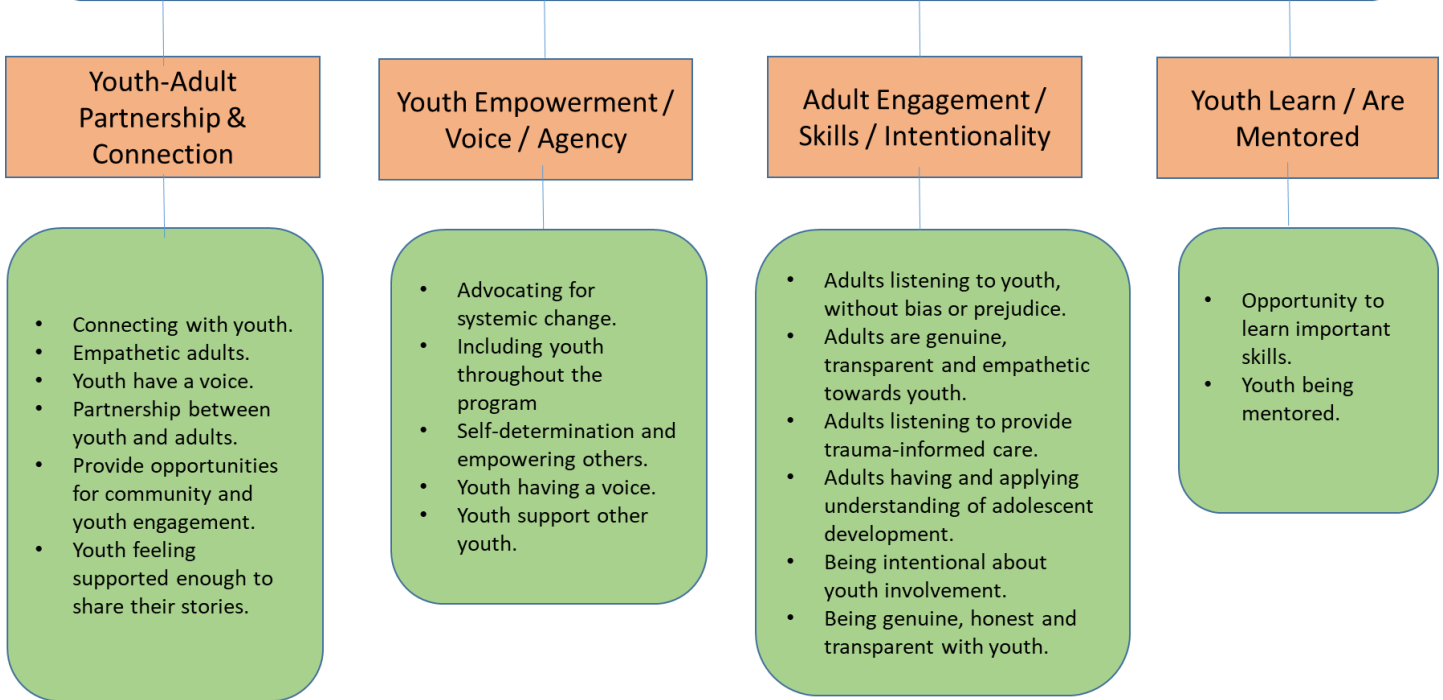 Youth-Adult
Partnership &
Connection
• Connecting with youth.
• Empathetic adults.
• Youth have a voice.
• Partnership between
youth and adults.
• Provide opportunities
for community and
youth engagement.
• Youth feeling
supported enough to
share their stories.
Youth Empowerment /
Voice / Agency
• Advocating for
systemic change.
• Including youth
throughout the
program
• Self-determination and
empowering others.
• Youth having a voice.
• Youth support other
youth.
Adult Engagement /
Skills / Intentionality
• Adults listening to youth,
without bias or prejudice.
• Adults are genuine,
transparent and empathetic
towards youth.
• Adults listening to provide
trauma-informed care.
• Adults having and applying
understanding of adolescent
development.
• Being intentional about
youth involvement.
• Being genuine, honest and
transparent with youth.
Youth Learn / Are
Mentored
• Opportunity to
learn important
skills.
• Youth being
mentored.